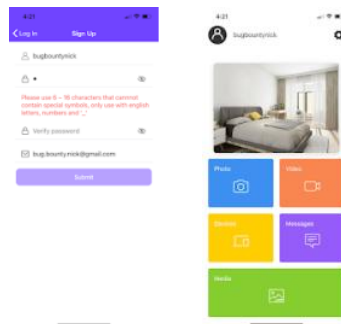 4:21
Log In Sign Up
bugbountynick
Please use 6 – 16 characters that cannot
contain special symbols, only use with english
letters, numbers and '_'
Verify password
bug.bounty.nick@gmail.com
Submit
4:21
bugbountynick
Photo
Video
Devices
Messages
Media